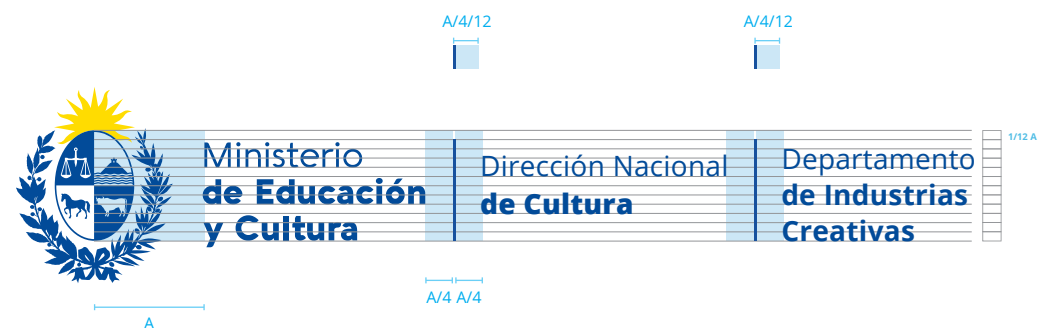 A/4/12
A/4/12
1/12 A
Ministerio
de Educación
y Cultura
Dirección Nacional
de Cultura
Departamento
de Industrias
Creativas
A/4 A/4
A